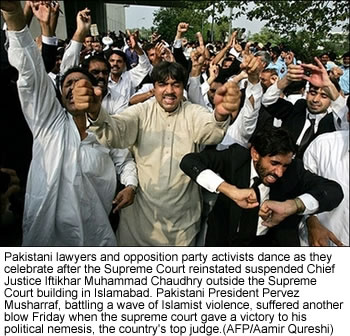 Pakistani lawyers and opposition party activists dance as they
celebrate after the Supreme Court reinstated suspended Chief
Justice Iftikhar Muhammad Chaudhry outside the Supreme
Court building in Islamabad. Pakistani President Pervez
Musharraf, battling a wave of Islamist violence, suffered another
blow Friday when the supreme court gave a victory to his
political nemesis, the country's top judge.(AFP/Aamir Qureshi)